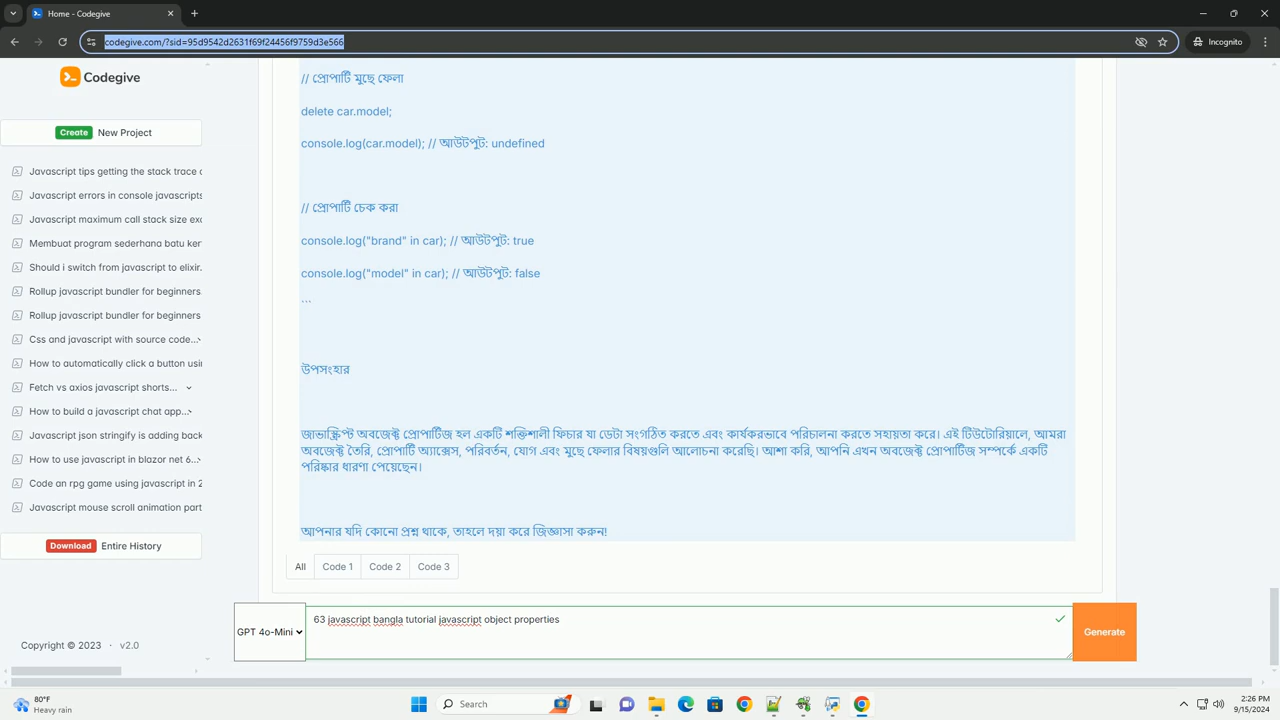 Home - Codegive
codegive.com/?sid=95d9542d2631f69f24456f9759d3e566
Incognito
Codegive
Create New Project
Javascript tips getting the stack trace
Javascript errors in console javascripts
Javascript maximum call stack size exc
Membuat program sederhana batu ker
Should i switch from javascript to elixir.
Rollup javascript bundler for beginners
Rollup javascript bundler for beginners
Css and javascript with source code...
How to automatically click a button usin
Fetch vs axios javascript shorts...
How to build a javascript chat app...
Javascript json stringify is adding back
How to use javascript in blazor net 6...
Code an rpg game using javascript in 2
Javascript mouse scroll animation part
Download Entire History
Copyright © 2023 · v2.0
// প্রোপার্টি মুছে ফেলা
delete car.model;
console.log(car.model); // আউটপুট: undefined
// প্রোপার্টি চেক করা
console.log("brand" in car); // আউটপুট: true
console.log("model" in car); // আউটপুট: false
```
উপসংহার
জাভাস্ক্রিপ্ট অবজেক্ট প্রোপার্টিজ হল একটি শক্তিশালী ফিচার যা ডেটা সংগঠিত করতে এবং কার্যকরভাবে পরিচালনা করতে সহায়তা করে। এই টিউটোরিয়ালে, আমরা
অবজেক্ট তৈরি, প্রোপার্টি অ্যাক্সেস, পরিবর্তন, যোগ এবং মুছে ফেলার বিষয়গুলি আলোচনা করেছি। আশা করি, আপনি এখন অবজেক্ট প্রোপার্টিজ সম্পর্কে একটি
পরিষ্কার ধারণা পেয়েছেন।
আপনার যদি কোনো প্রশ্ন থাকে, তাহলে দয়া করে জিজ্ঞাসা করুন!
All Code 1 Code 2 Code 3
GPT 4o-Mini
63 javascript bangla tutorial javascript object properties
Generate
80°F
Heavy rain
Search
2:26 PM
9/15/2024